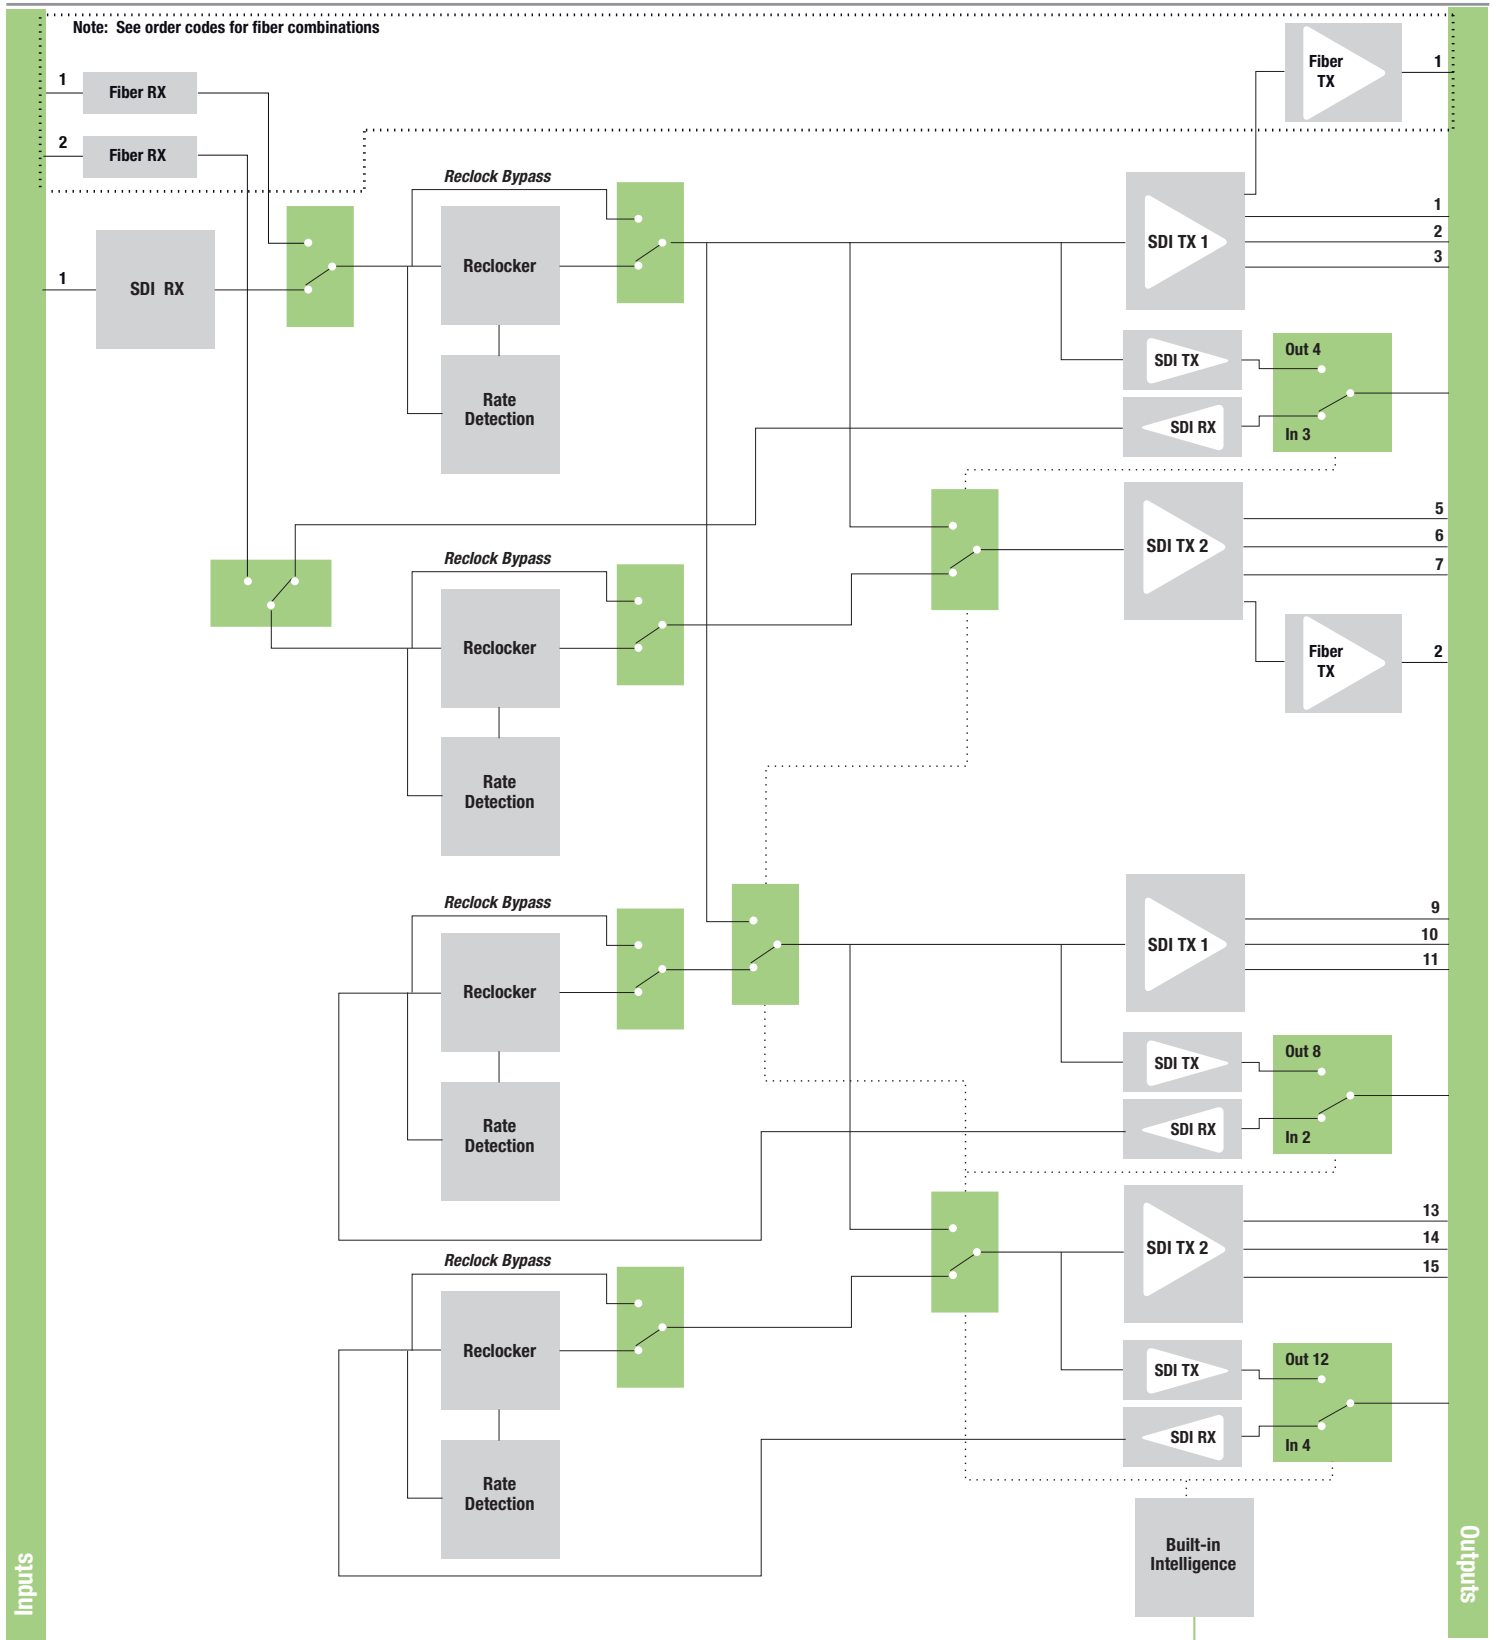 Note: See order codes for fiber combinations
1
Fiber RX
2
Fiber RX
Fiber
TX
1
1
SDI RX
Reclock Bypass
Reclocker
Rate
Detection
SDI TX 1
1
2
3
SDI TX
SDI RX
Out 4
In 3
Reclock Bypass
Reclocker
Rate
Detection
SDI TX 2
5
6
7
Fiber
TX
2
Reclock Bypass
Reclocker
Rate
Detection
SDI TX 1
9
10
11
SDI TX
SDI RX
Out 8
In 2
Reclock Bypass
Reclocker
Rate
Detection
SDI TX 2
13
14
15
SDI TX
SDI RX
Out 12
In 4
Built-in
Intelligence
Inputs
Outputs